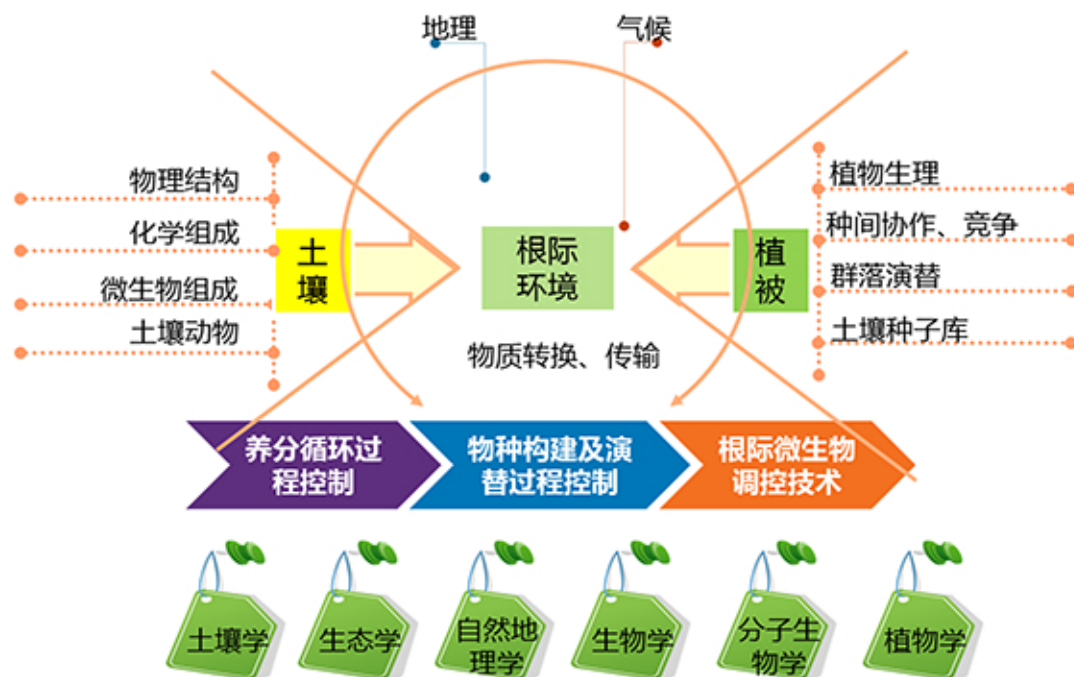 地理
气候
物理结构
化学组成
微生物组成
土壤动物
土
壤
根际
环境
植
被
植物生理
种间协作、竞争
群落演替
土壤种子库
物质转换、传输
养分循环过
程控制
物种构建及演
替过程控制
根际微生物
调控技术
土壤学
生态学
自然地
理学
生物学
分子生
物学
植物学